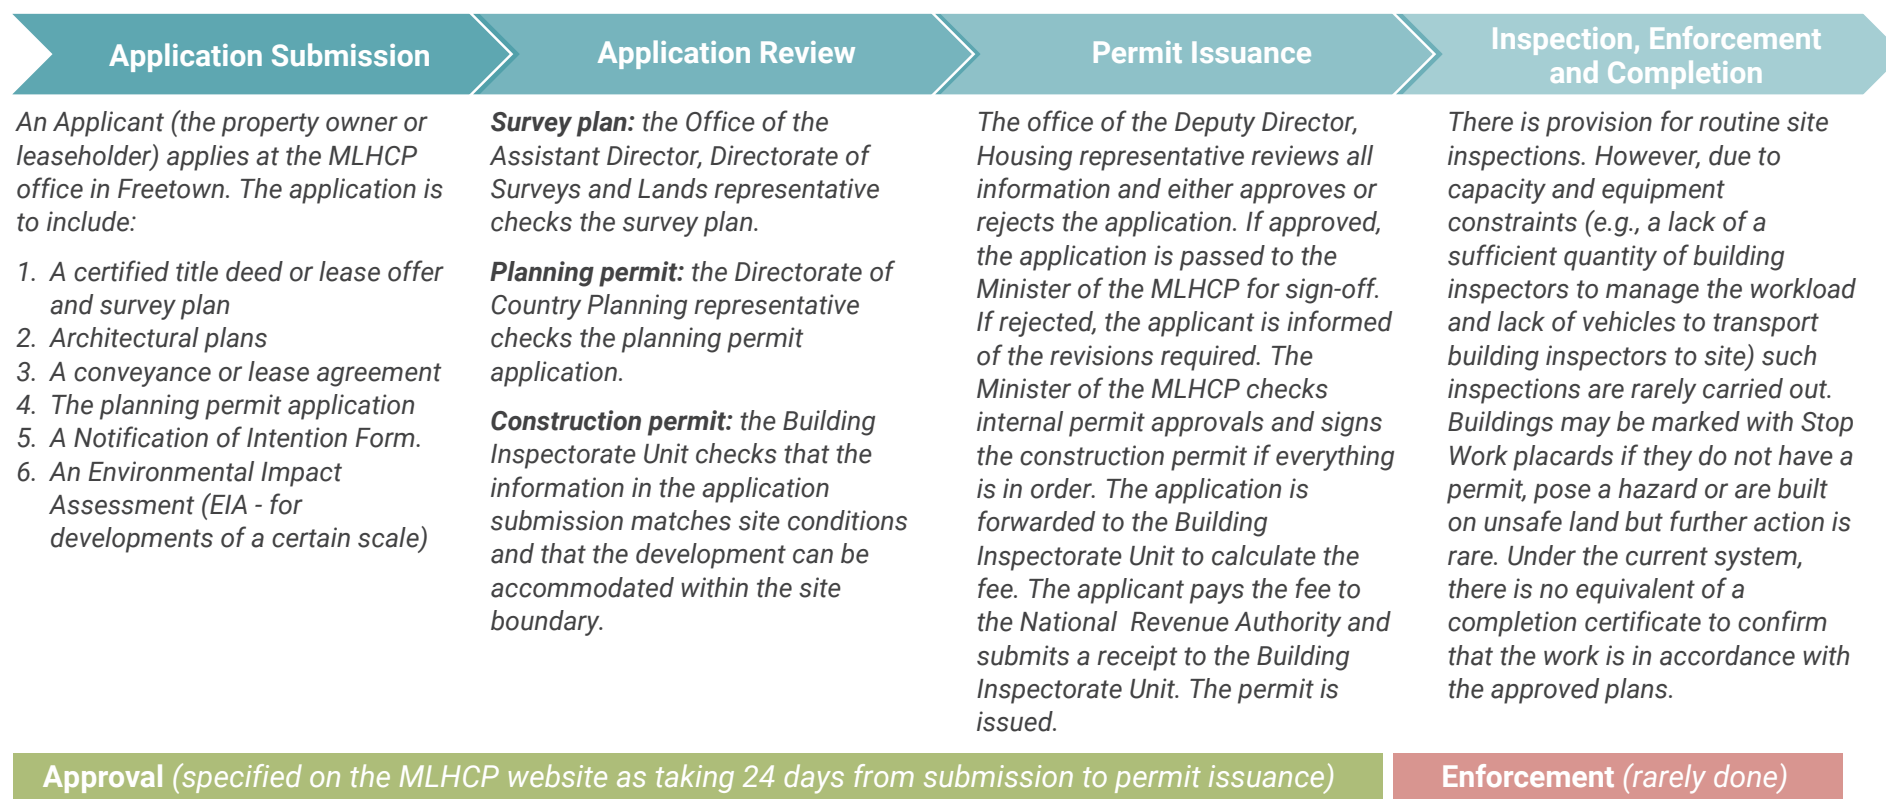 Application Submission
An Applicant (the property owner or
leaseholder) applies at the MLHCP
office in Freetown. The application is
to include:
1. A certified title deed or lease offer
and survey plan
2. Architectural plans
3. A conveyance or lease agreement
4. The planning permit application
5. A Notification of Intention Form.
6. An Environmental Impact
Assessment (EIA - for
developments of a certain scale)
Application Review
Survey plan: the Office of the
Assistant Director, Directorate of
Surveys and Lands representative
checks the survey plan.
Planning permit: the Directorate of
Country Planning representative
checks the planning permit
application.
Construction permit: the Building
Inspectorate Unit checks that the
information in the application
submission matches site conditions
and that the development can be
accommodated within the site
boundary.
Permit Issuance
The office of the Deputy Director,
Housing representative reviews all
information and either approves or
rejects the application. If approved,
the application is passed to the
Minister of the MLHCP for sign-off.
If rejected, the applicant is informed
of the revisions required. The
Minister of the MLHCP checks
internal permit approvals and signs
the construction permit if everything
is in order. The application is
forwarded to the Building
Inspectorate Unit to calculate the
fee. The applicant pays the fee to
the National Revenue Authority and
submits a receipt to the Building
Inspectorate Unit. The permit is
issued.
Inspection, Enforcement
and Completion
There is provision for routine site
inspections. However, due to
capacity and equipment
constraints (e.g., a lack of a
sufficient quantity of building
inspectors to manage the workload
and lack of vehicles to transport
building inspectors to site) such
inspections are rarely carried out.
Buildings may be marked with Stop
Work placards if they do not have a
permit, pose a hazard or are built
on unsafe land but further action is
rare. Under the current system,
there is no equivalent of a
completion certificate to confirm
that the work is in accordance with
the approved plans.
Approval (specified on the MLHCP website as taking 24 days from submission to permit issuance)
Enforcement (rarely done)